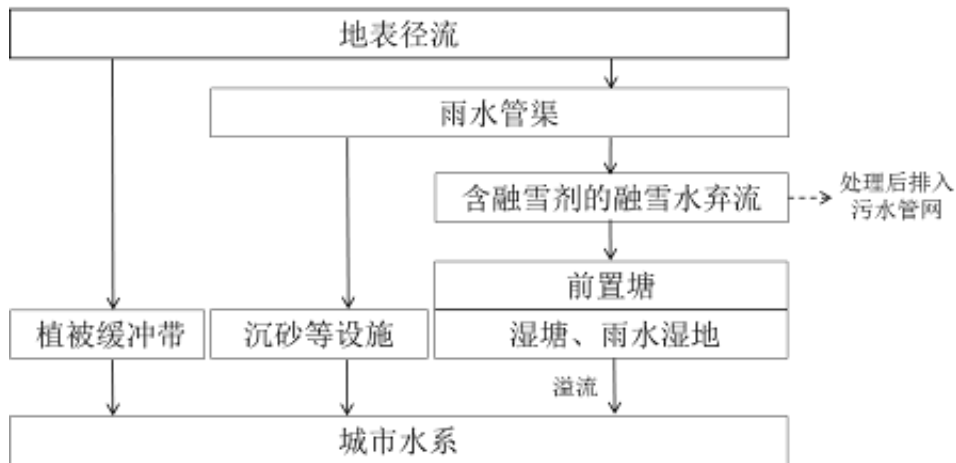 地表径流
雨水管渠
含融雪剂的融雪水弃流
处理后排入
污水管网
前置塘
植被缓冲带
沉砂等设施
湿塘、雨水湿地
溢流
城市水系